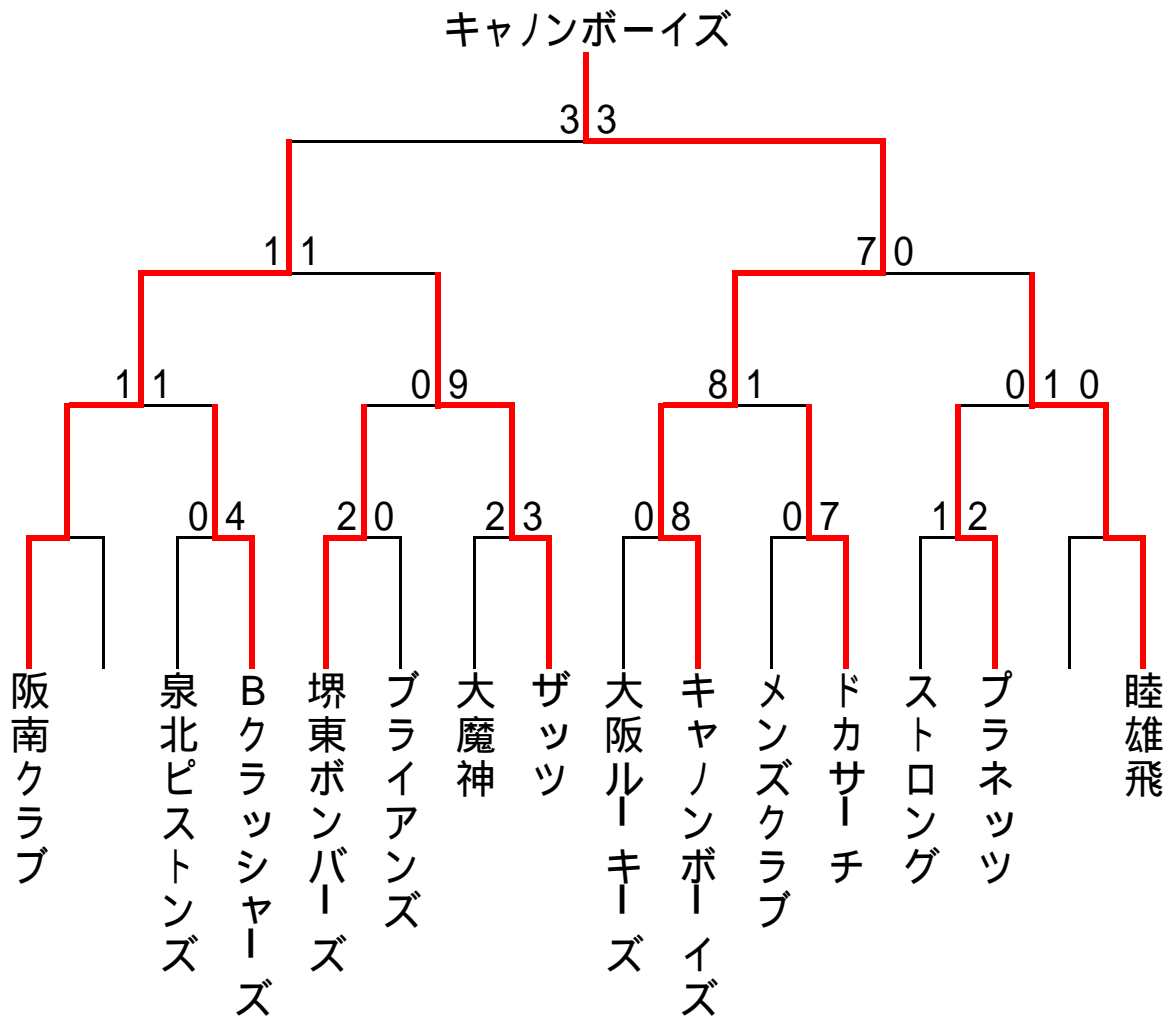 キャノンボーイズ
3 3
1 1
7 0
1 1
0 9
8 1
0 1 0
0 4
2 0
2 3
0 8
0 7
1 2
阪南クラブ
泉北ピストンズ
Bクラッシャーズ
堺東ボンバーズ
ブライアンズ
大魔神
ザッツ
大阪ルーキーズ
キャノンボーイズ
メンズクラブ
ドカサーチ
ストロング
プラネッツ
睦雄飛